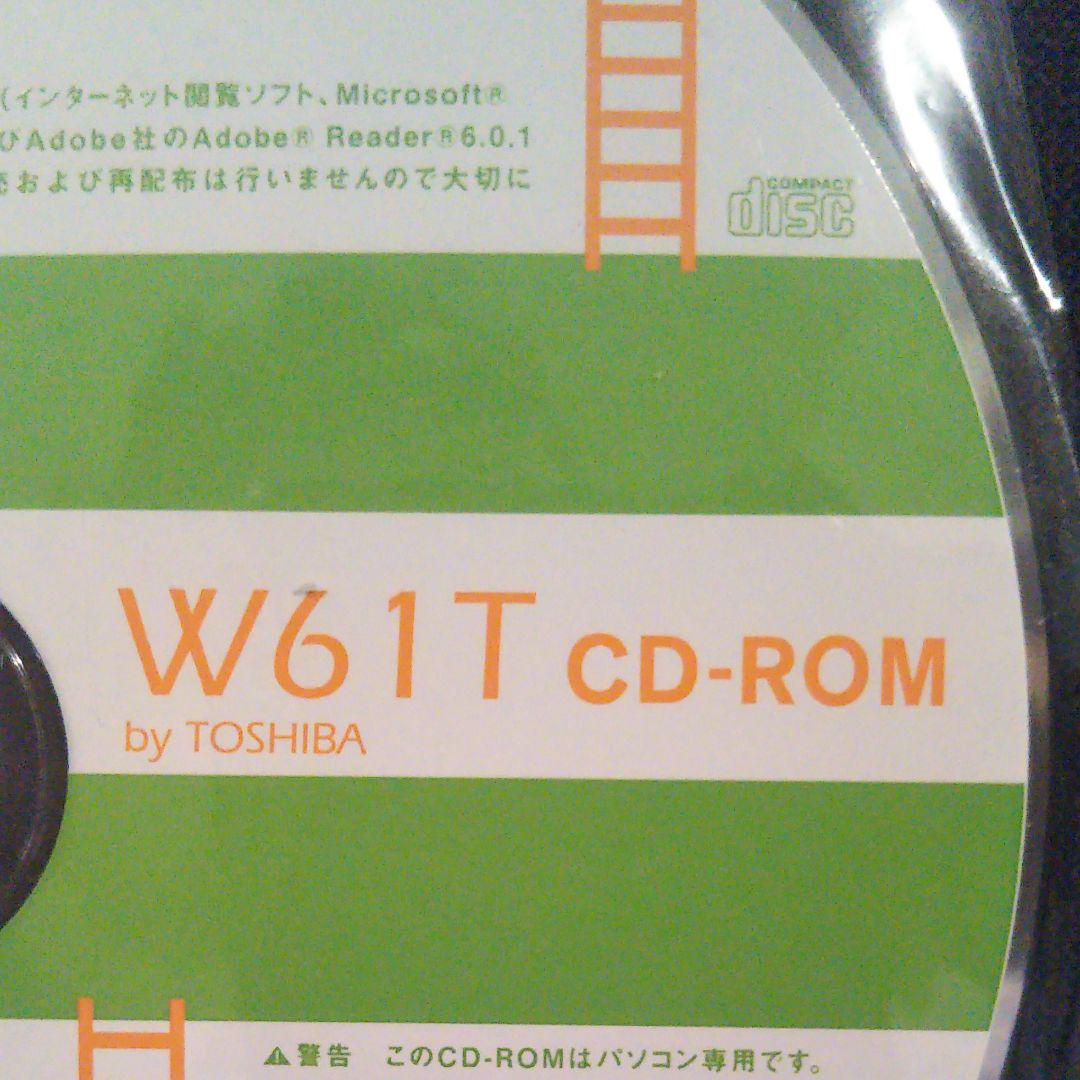 (インターネット閲覧ソフト、Microsoft®
びAdobe社のAdobe® Reader®6.0.1
および再配布は行いませんので大切に
COMPACT
disc
W61T CD-ROM
by TOSHIBA
⚠警告 このCD-ROMはパソコン専用です。